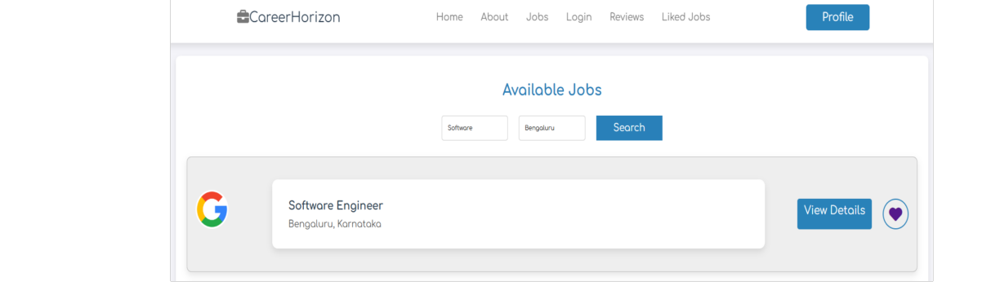 CareerHorizon Home About Jobs Login Reviews Liked Jobs Profile
Available Jobs
Software Bengaluru Search
Software Engineer
Bengaluru, Karnataka
View Details